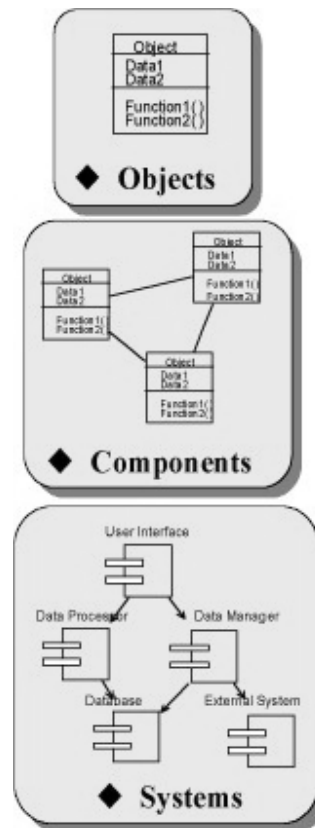 Object
Data1
Data2
Function1()
Function2()
◆ Objects
Object
Data1
Data2
Function1()
Function2()
Object
Data1
Data2
Function1()
Function2()
Object
Data1
Data2
Function1()
Function2()
◆ Components
User Interface
Data Processor
Data Manager
Database
External System
◆ Systems